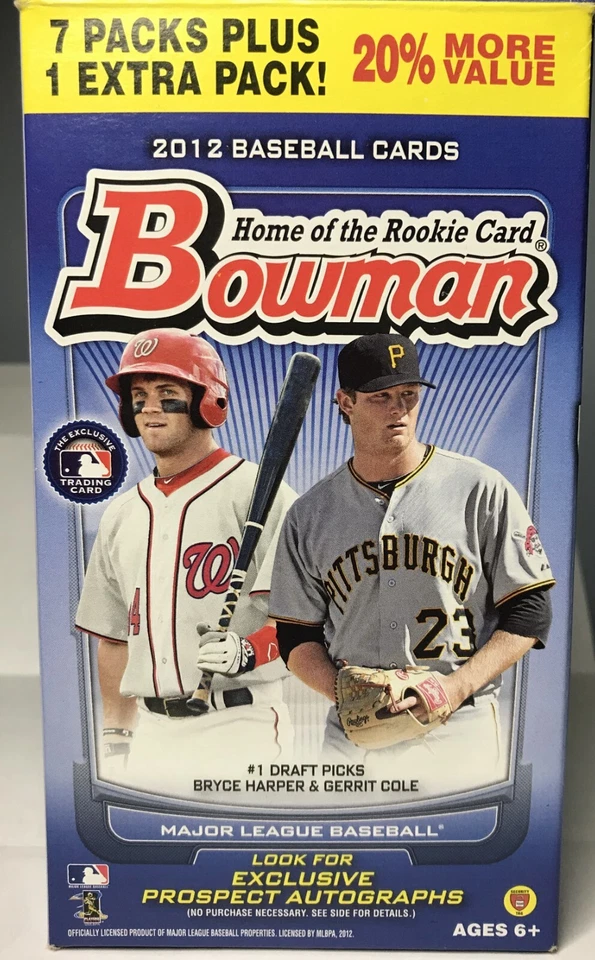 7 PACKS PLUS
1 EXTRA PACK!
20% MORE VALUE
2012 BASEBALL CARDS
Home of the Rookie Card
Bowman®
W
P
THE EXCLUSIVE
TRADING
CARD
W
4
PITTSBURGH
23
Rawlings
#1 DRAFT PICKS
BRYCE HARPER & GERRIT COLE
MAJOR LEAGUE BASEBALL®
LOOK FOR
EXCLUSIVE
PROSPECT AUTOGRAPHS
(NO PURCHASE NECESSARY. SEE SIDE FOR DETAILS.)
OFFICIALLY LICENSED PRODUCT OF MAJOR LEAGUE BASEBALL PROPERTIES. LICENSED BY MLBPA, 2012.
SECURITY
AGES 6+